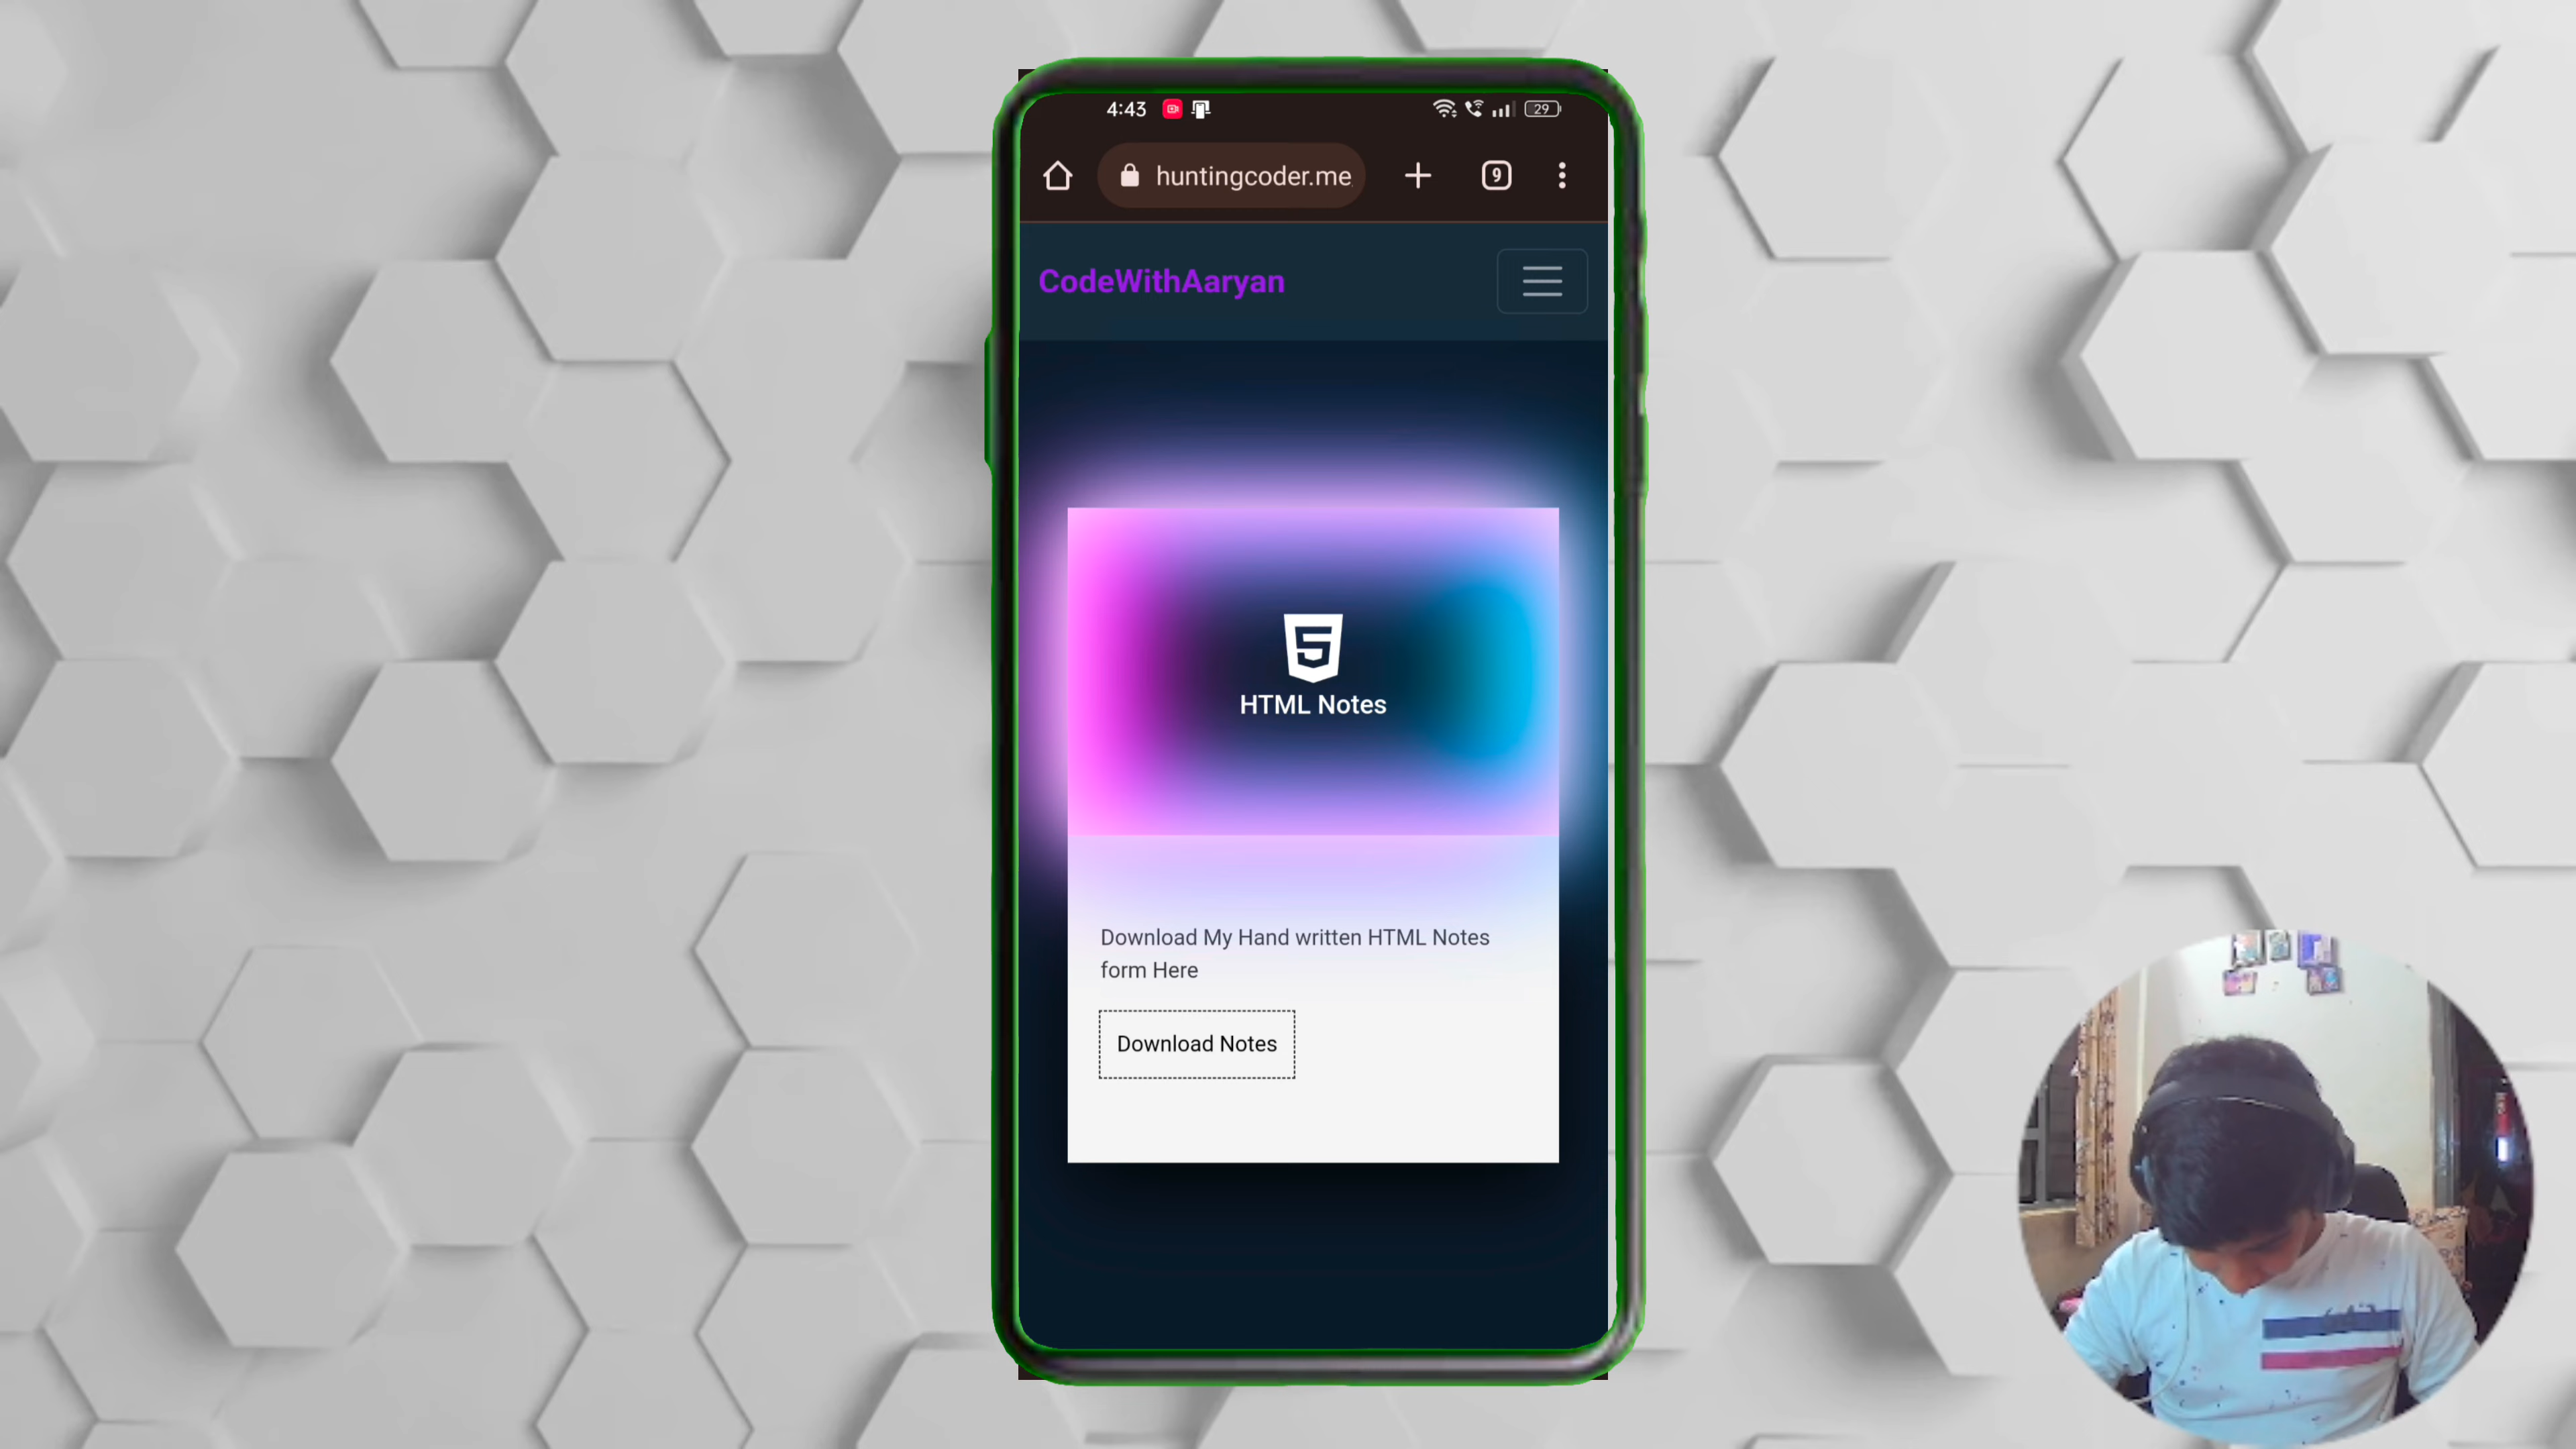 4:43
29
huntingcoder.me
9
CodeWithAaryan
HTML Notes
Download My Hand written HTML Notes
form Here
Download Notes